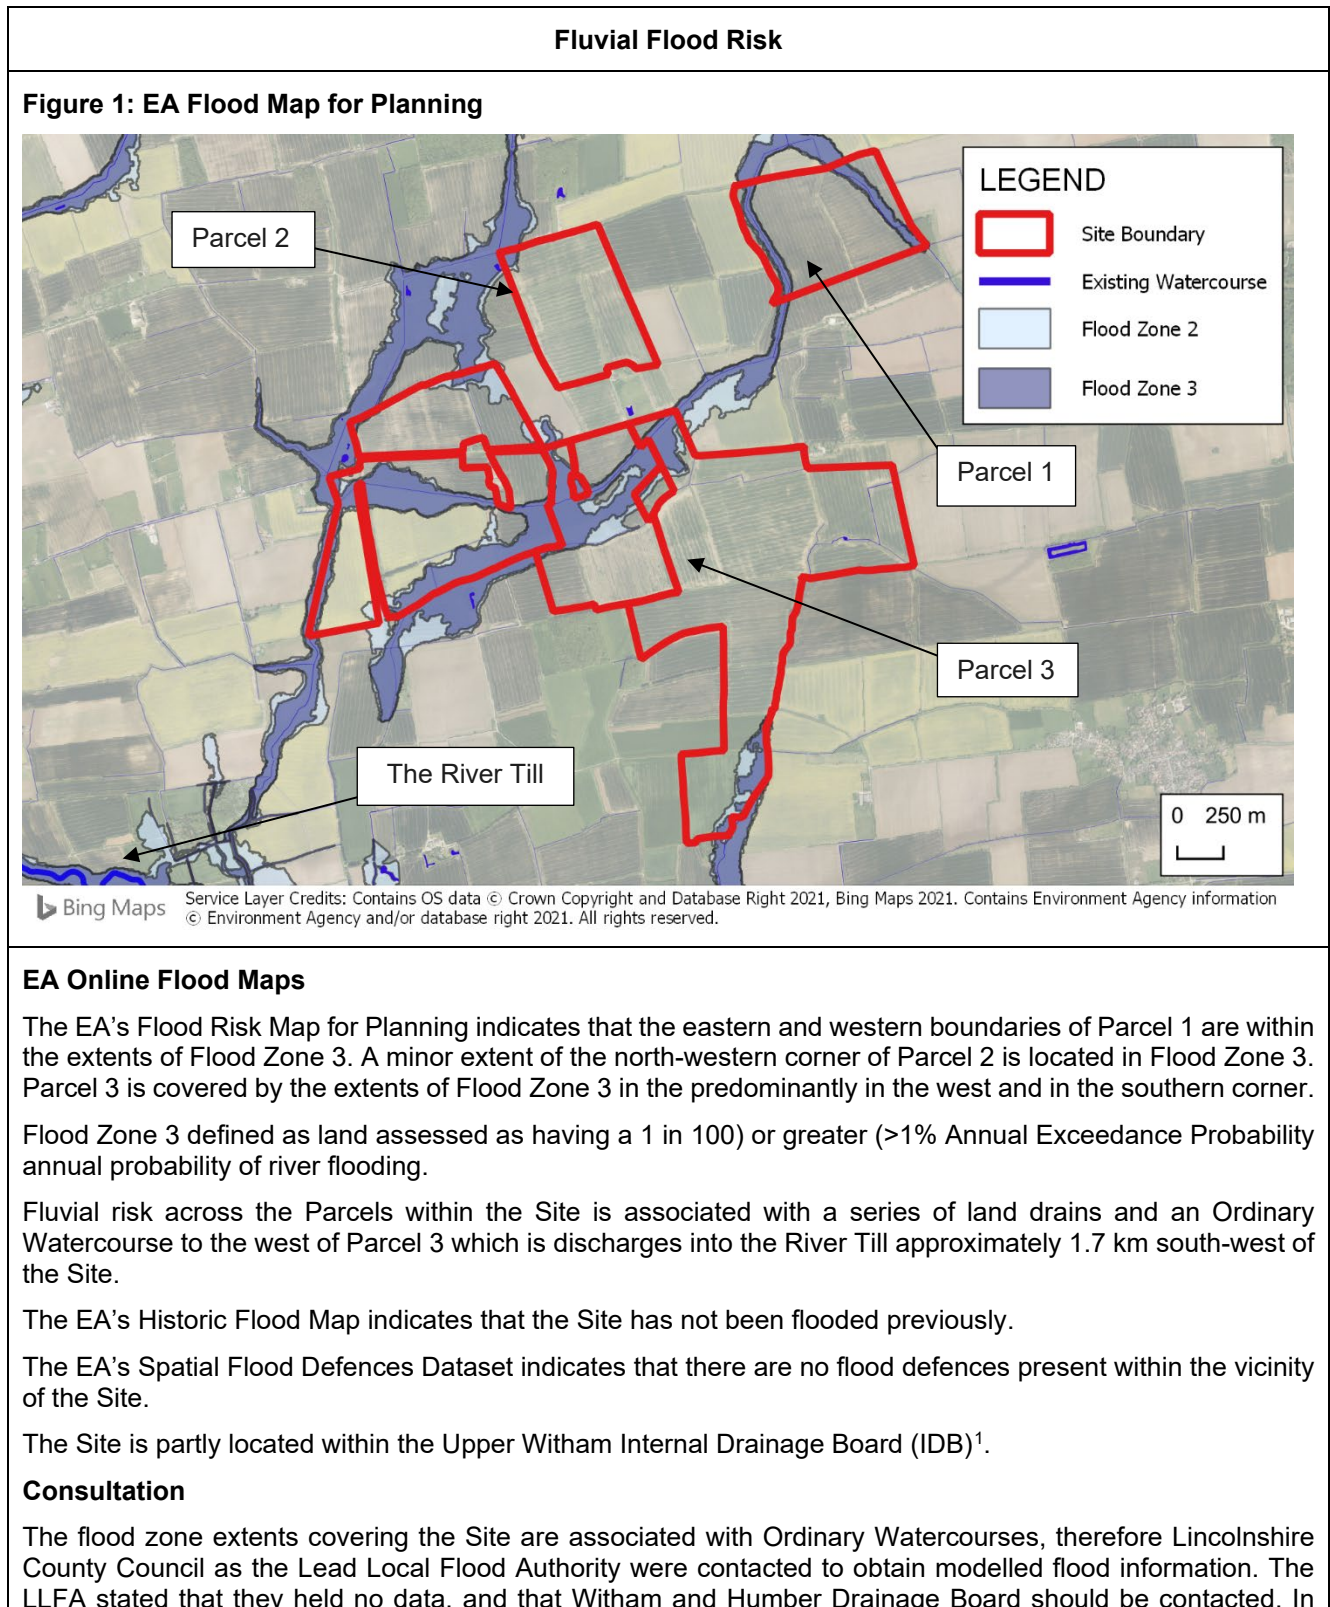 Fluvial Flood Risk
Figure 1: EA Flood Map for Planning
Parcel 2
LEGEND
Site Boundary
Existing Watercourse
Flood Zone 2
Flood Zone 3
Parcel 1
Parcel 3
The River Till
0 250 m
Bing Maps
Service Layer Credits: Contains OS data © Crown Copyright and Database Right 2021, Bing Maps 2021. Contains Environment Agency information
© Environment Agency and/or database right 2021. All rights reserved.
EA Online Flood Maps
The EA's Flood Risk Map for Planning indicates that the eastern and western boundaries of Parcel 1 are within
the extents of Flood Zone 3. A minor extent of the north-western corner of Parcel 2 is located in Flood Zone 3.
Parcel 3 is covered by the extents of Flood Zone 3 in the predominantly in the west and in the southern corner.
Flood Zone 3 defined as land assessed as having a 1 in 100) or greater (>1% Annual Exceedance Probability
annual probability of river flooding.
Fluvial risk across the Parcels within the Site is associated with a series of land drains and an Ordinary
Watercourse to the west of Parcel 3 which is discharges into the River Till approximately 1.7 km south-west of
the Site.
The EA's Historic Flood Map indicates that the Site has not been flooded previously.
The EA's Spatial Flood Defences Dataset indicates that there are no flood defences present within the vicinity
of the Site.
The Site is partly located within the Upper Witham Internal Drainage Board (IDB)¹.
Consultation
The flood zone extents covering the Site are associated with Ordinary Watercourses, therefore Lincolnshire
County Council as the Lead Local Flood Authority were contacted to obtain modelled flood information. The
LLFA stated that they held no data, and that Witham and Humber Drainage Board should be contacted. In